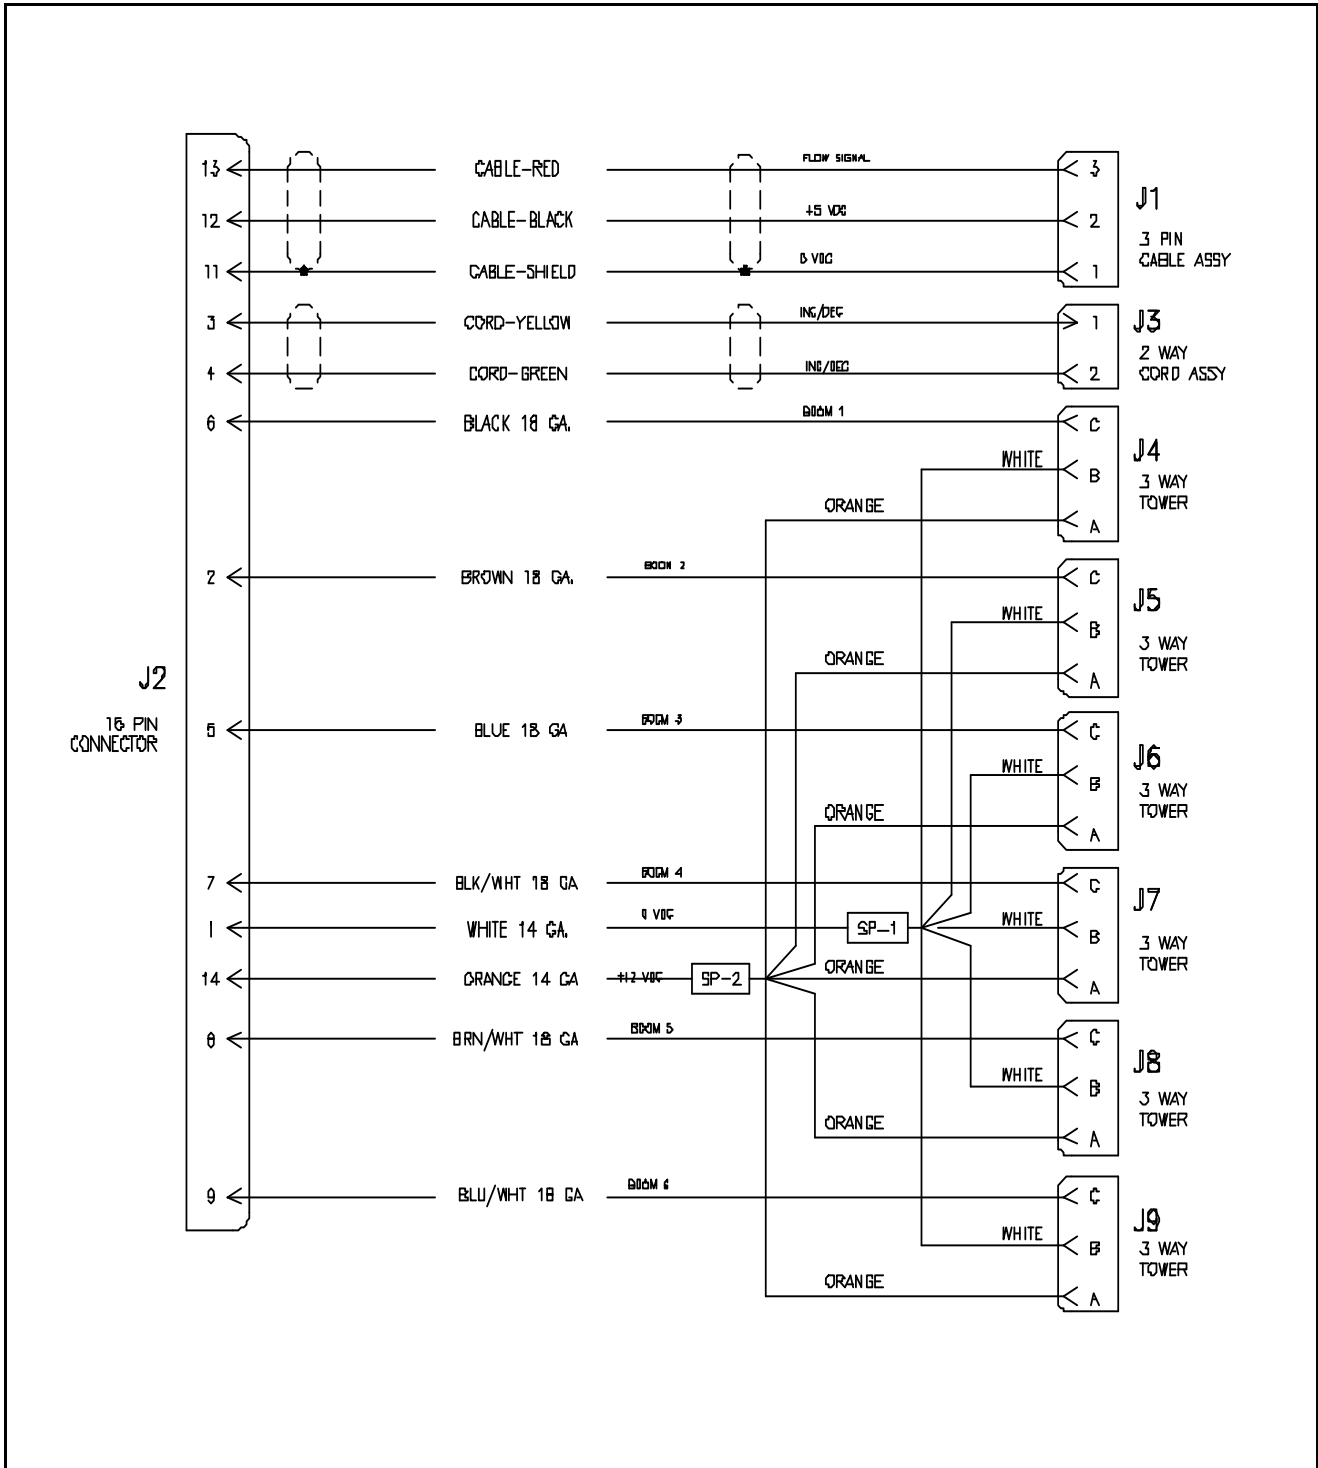 13 CABLE-RED FLOW SIGNAL 3
J1
12 CABLE-BLACK +5 VDC 2
3 PIN
CABLE ASSY
11 CABLE-SHIELD 0 VDC 1
3 CORD-YELLOW INC/DEC 1
J3
2 WAY
CORD ASSY
4 CORD-GREEN INC/DEC 2
6 BLACK 18 GA. BOOM 1 C
J4
WHITE B
3 WAY
TOWER
ORANGE A
2 BROWN 18 GA. BOOM 2 C
J5
WHITE B
3 WAY
TOWER
ORANGE A
J2
16 PIN
CONNECTOR
5 BLUE 18 GA BOOM 3 C
J6
WHITE B
3 WAY
TOWER
ORANGE A
7 BLK/WHT 18 GA BOOM 4 C
J7
1 WHITE 14 GA. 0 VDC SP-1 WHITE B
3 WAY
TOWER
14 ORANGE 14 GA +12 VDC SP-2 ORANGE A
8 BRN/WHT 18 GA BOOM 5 C
J8
WHITE B
3 WAY
TOWER
ORANGE A
9 BLU/WHT 18 GA BOOM 6 C
J9
WHITE B
3 WAY
TOWER
ORANGE A